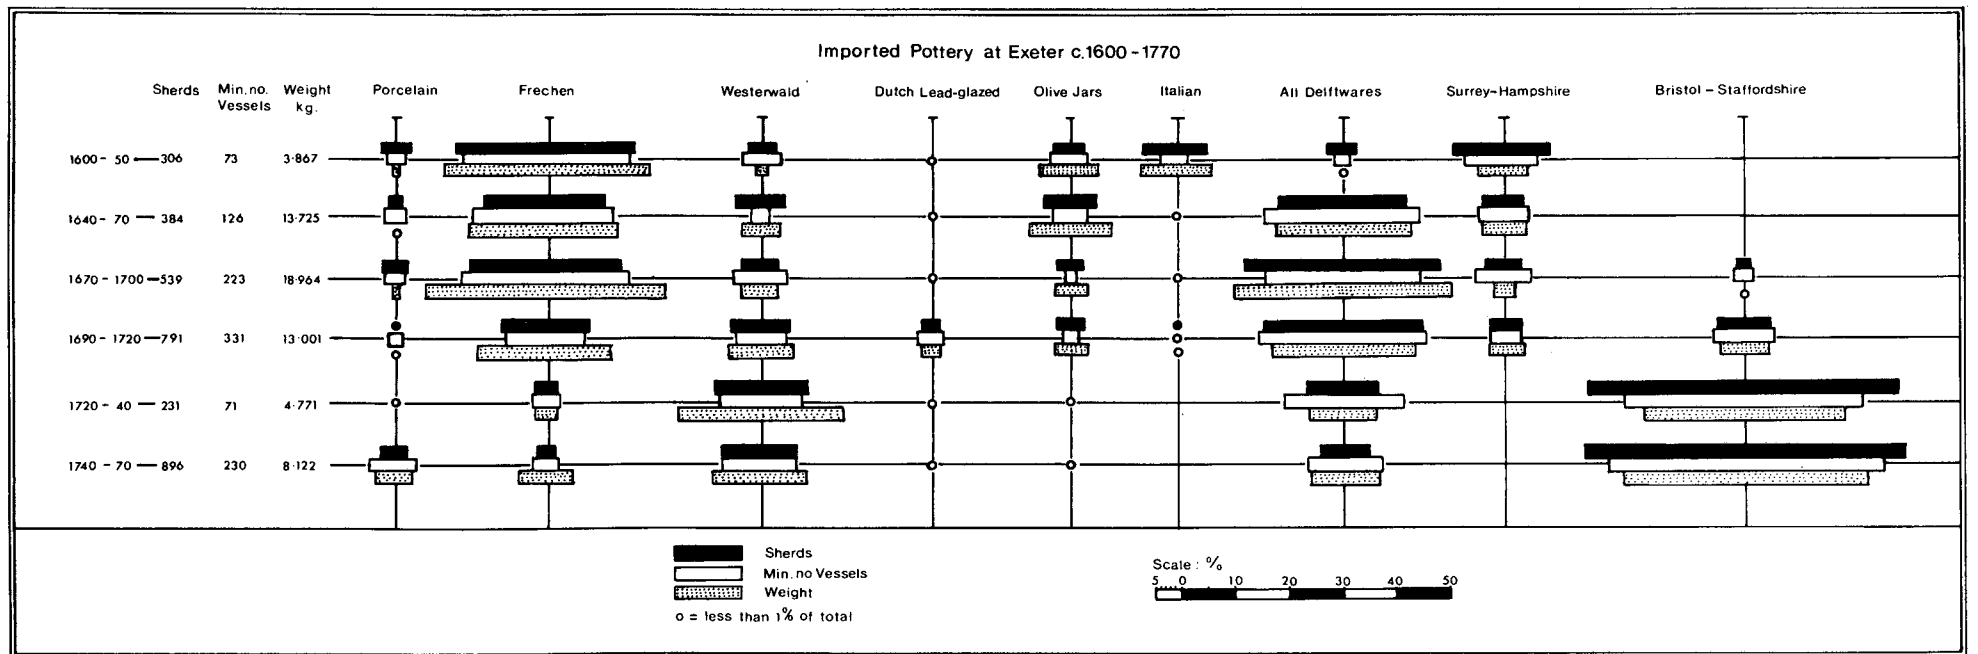 Imported Pottery at Exeter c.1600-1770
Sherds Min. no. Vessels Weight kg. Porcelain Frechen Westerwald Dutch Lead-glazed Olive Jars Italian All Delftwares Surrey-Hampshire Bristol - Staffordshire
1600 - 50 306 73 3·867
1640 - 70 384 126 13·725
1670 - 1700 539 223 18·964
1690 - 1720 791 331 13·001
1720 - 40 231 71 4·771
1740 - 70 896 230 8·122
Sherds
Min. no Vessels
Weight
o = less than 1% of total
Scale : %
5 0 10 20 30 40 50